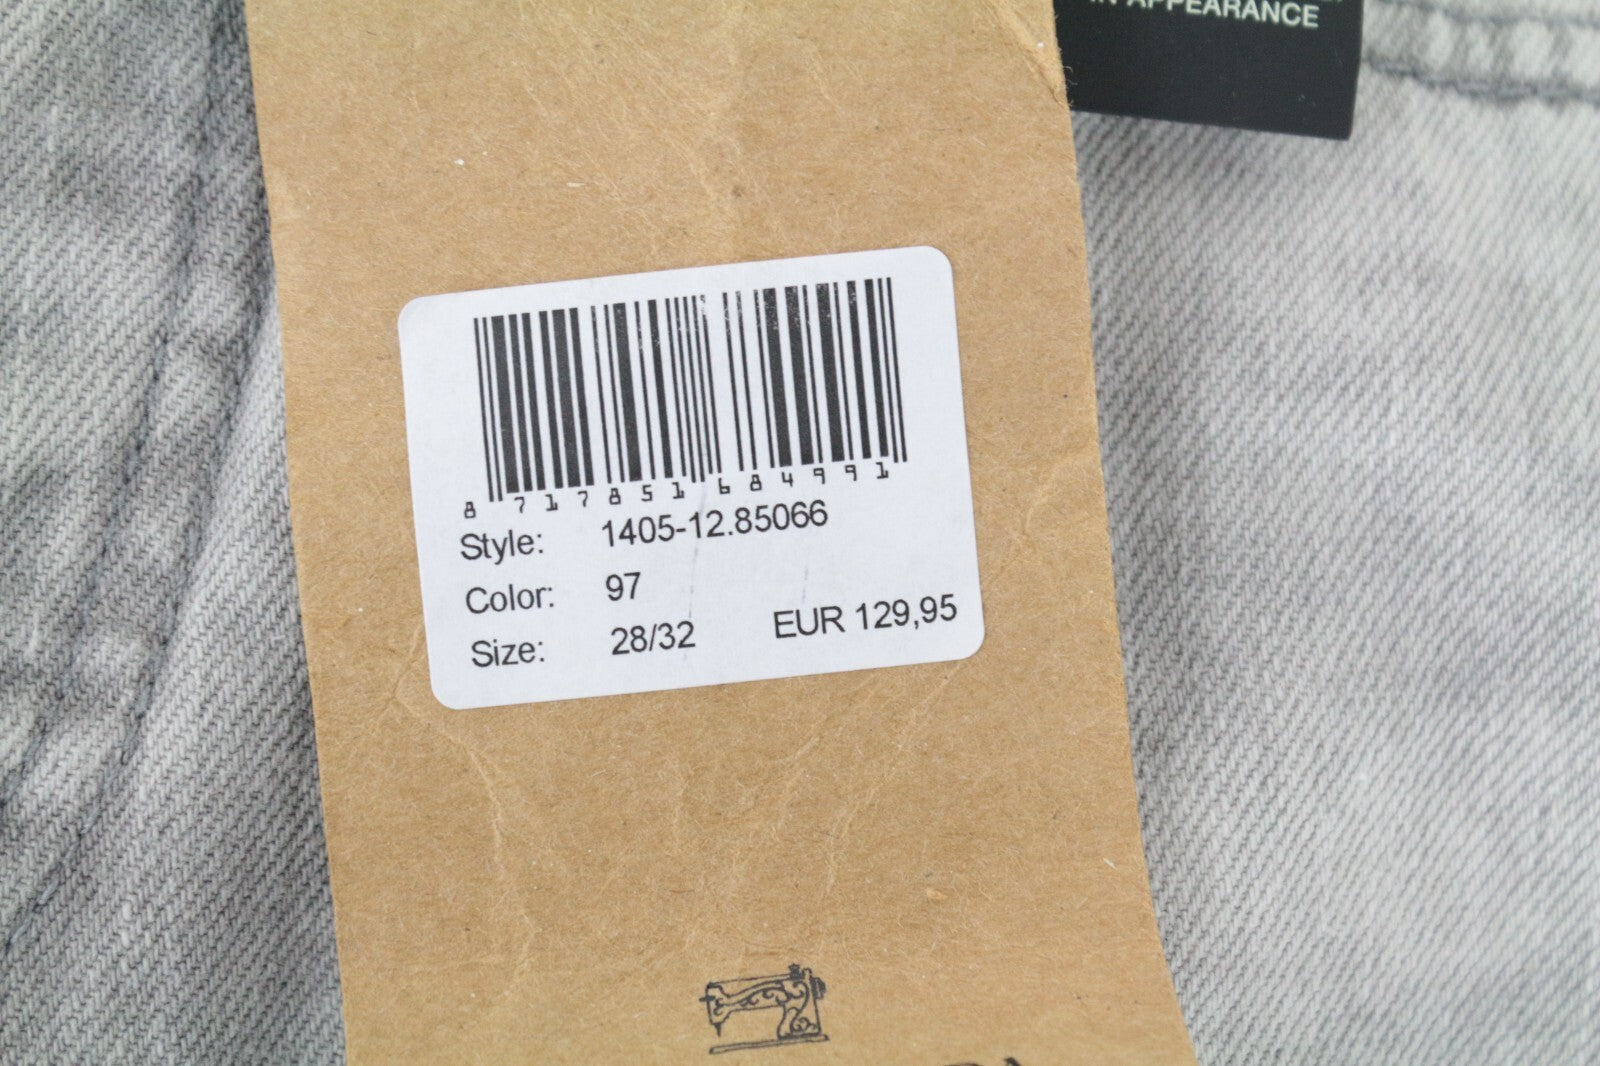 IN APPEARANCE
8 717851 684991
Style: 1405-12.85066
Color: 97
Size: 28/32 EUR 129,95